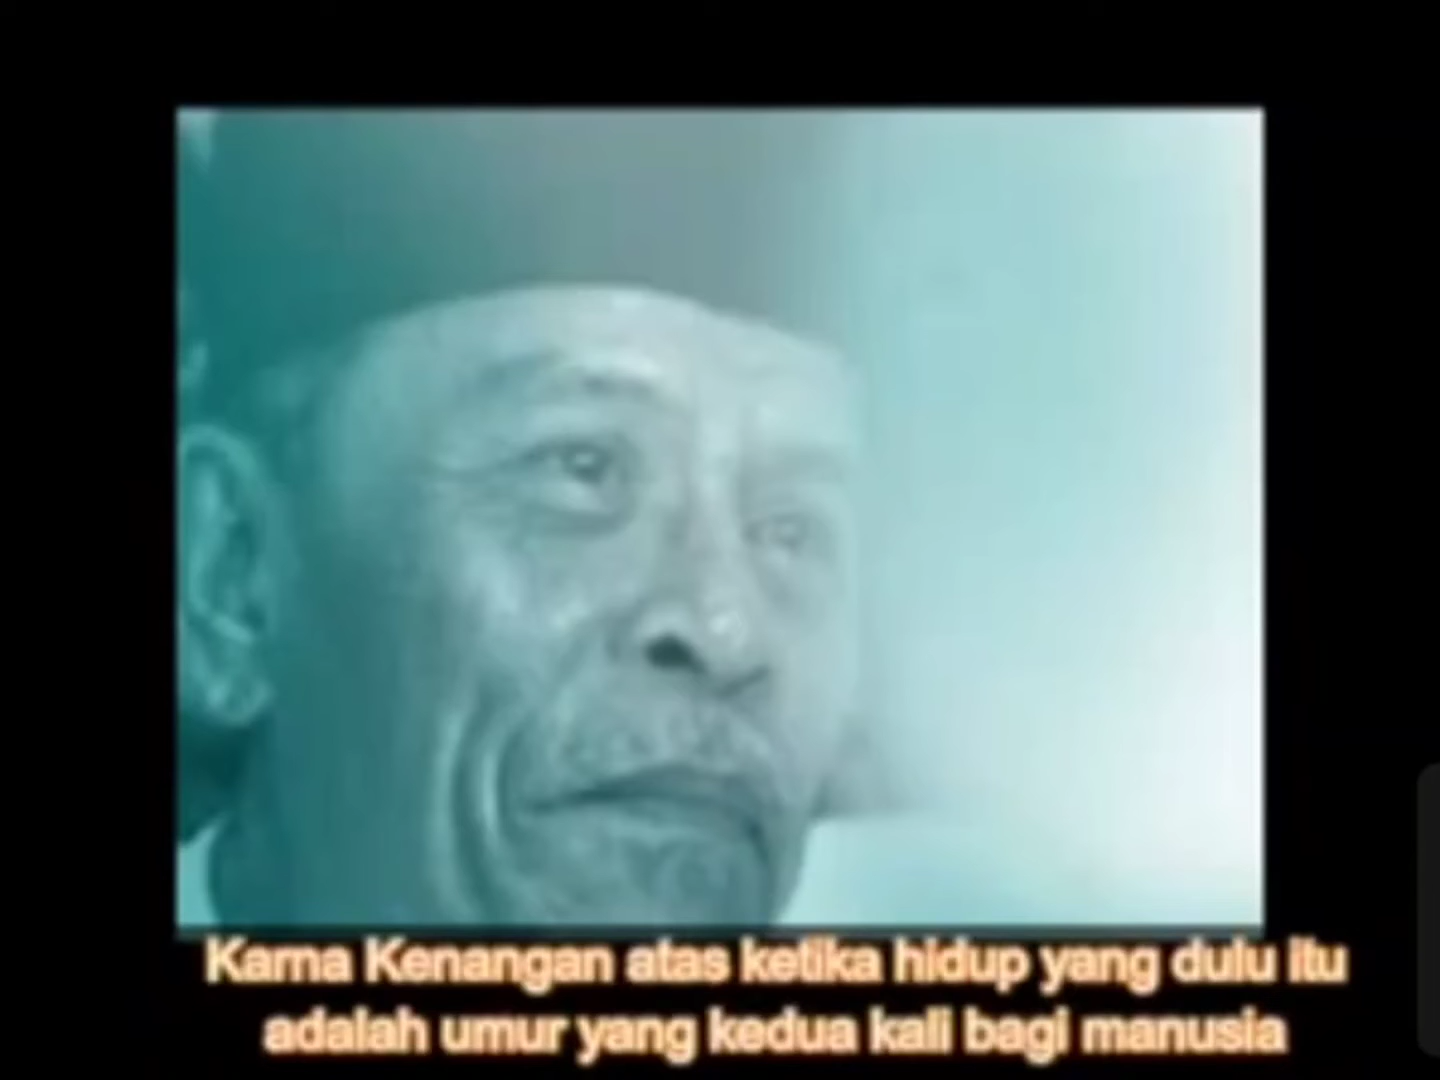 Karna Kenangan atas ketika hidup yang dulu itu
adalah umur yang kedua kali bagi manusia